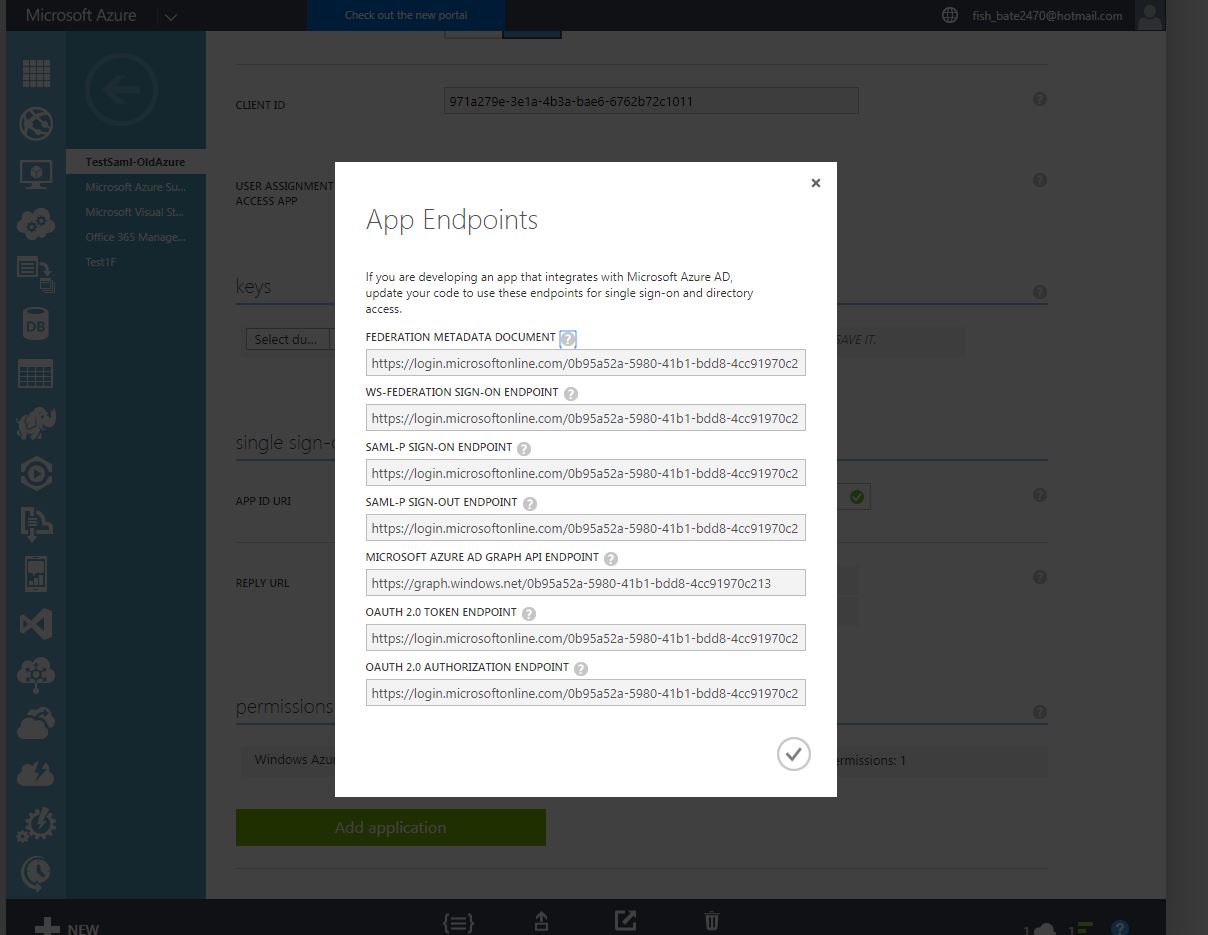 Microsoft Azure
Check out the new portal
fish_bate2470@hotmail.com
CLIENT ID
971a279e-3e1a-4b3a-bae6-6762b72c1011
TestSaml-OldAzure
Microsoft Azure Su...
Microsoft Visual St...
Office 365 Manage...
Test1F
USER ASSIGNMENT
ACCESS APP
keys
Select du...
SAVE IT.
single sign-
APP ID URI
REPLY URL
permissions
Windows Azu
rmissions: 1
Add application
×
App Endpoints
If you are developing an app that integrates with Microsoft Azure AD,
update your code to use these endpoints for single sign-on and directory
access.
FEDERATION METADATA DOCUMENT ?
https://login.microsoftonline.com/0b95a52a-5980-41b1-bdd8-4cc91970c2
WS-FEDERATION SIGN-ON ENDPOINT ?
https://login.microsoftonline.com/0b95a52a-5980-41b1-bdd8-4cc91970c2
SAML-P SIGN-ON ENDPOINT ?
https://login.microsoftonline.com/0b95a52a-5980-41b1-bdd8-4cc91970c2
SAML-P SIGN-OUT ENDPOINT ?
https://login.microsoftonline.com/0b95a52a-5980-41b1-bdd8-4cc91970c2
MICROSOFT AZURE AD GRAPH API ENDPOINT ?
https://graph.windows.net/0b95a52a-5980-41b1-bdd8-4cc91970c213
OAUTH 2.0 TOKEN ENDPOINT ?
https://login.microsoftonline.com/0b95a52a-5980-41b1-bdd8-4cc91970c2
OAUTH 2.0 AUTHORIZATION ENDPOINT ?
https://login.microsoftonline.com/0b95a52a-5980-41b1-bdd8-4cc91970c2
DB
NEW
1
1
?